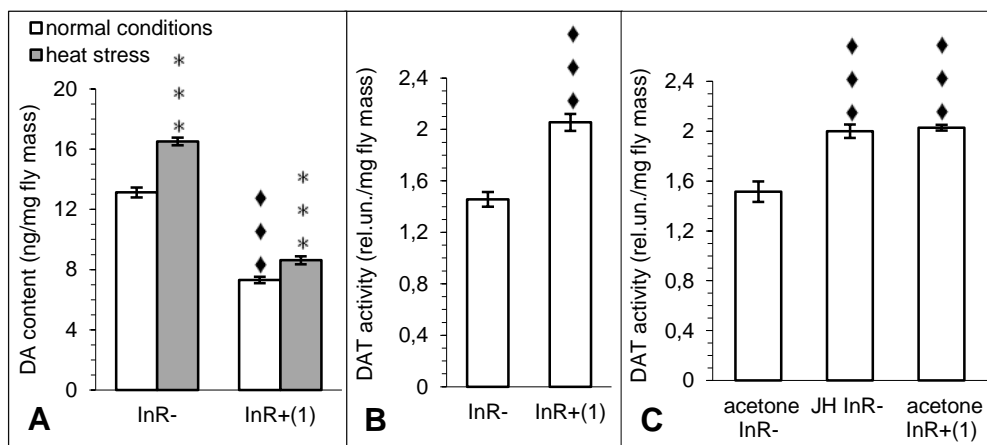 normal conditions
heat stress
DA content (ng/mg fly mass)
20
16
12
8
4
0
* * *
* * *
♦ ♦ ♦
InR-
InR+(1)
A
DAT activity (rel.un./mg fly mass)
2,4
2
1,6
1,2
0,8
0,4
0
♦ ♦ ♦
InR-
InR+(1)
B
DAT activity (rel.un./mg fly mass)
2,4
2
1,6
1,2
0,8
0,4
0
♦ ♦ ♦
♦ ♦ ♦
acetone
InR-
JH InR-
acetone
InR+(1)
C